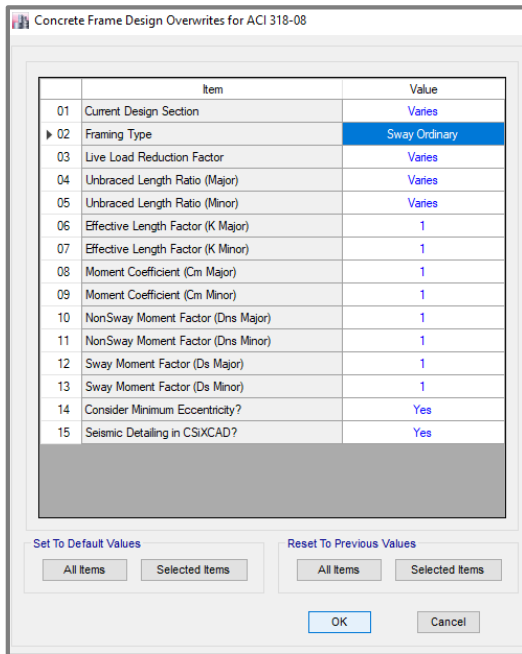 Concrete Frame Design Overwrites for ACI 318-08
Item Value
01 Current Design Section Varies
02 Framing Type Sway Ordinary
03 Live Load Reduction Factor Varies
04 Unbraced Length Ratio (Major) Varies
05 Unbraced Length Ratio (Minor) Varies
06 Effective Length Factor (K Major) 1
07 Effective Length Factor (K Minor) 1
08 Moment Coefficient (Cm Major) 1
09 Moment Coefficient (Cm Minor) 1
10 NonSway Moment Factor (Dns Major) 1
11 NonSway Moment Factor (Dns Minor) 1
12 Sway Moment Factor (Ds Major) 1
13 Sway Moment Factor (Ds Minor) 1
14 Consider Minimum Eccentricity? Yes
15 Seismic Detailing in CSiXCAD? Yes
Set To Default Values Reset To Previous Values
All Items Selected Items All Items Selected Items
OK Cancel